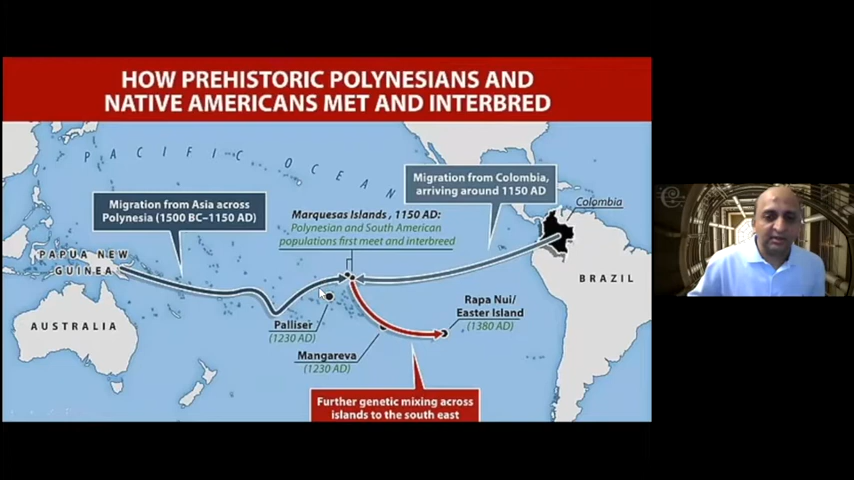 HOW PREHISTORIC POLYNESIANS AND
NATIVE AMERICANS MET AND INTERBRED
PACIFIC OCEAN
Migration from Colombia,
arriving around 1150 AD
Migration from Asia across
Polynesia (1500 BC–1150 AD)
Colombia
Marquesas Islands, 1150 AD:
Polynesian and South American
populations first meet and interbreed
PAPUA NEW
GUINEA
BRAZIL
Rapa Nui/
Easter Island
(1380 AD)
AUSTRALIA
Palliser
(1230 AD)
Mangareva
(1230 AD)
Further genetic mixing across
islands to the south east